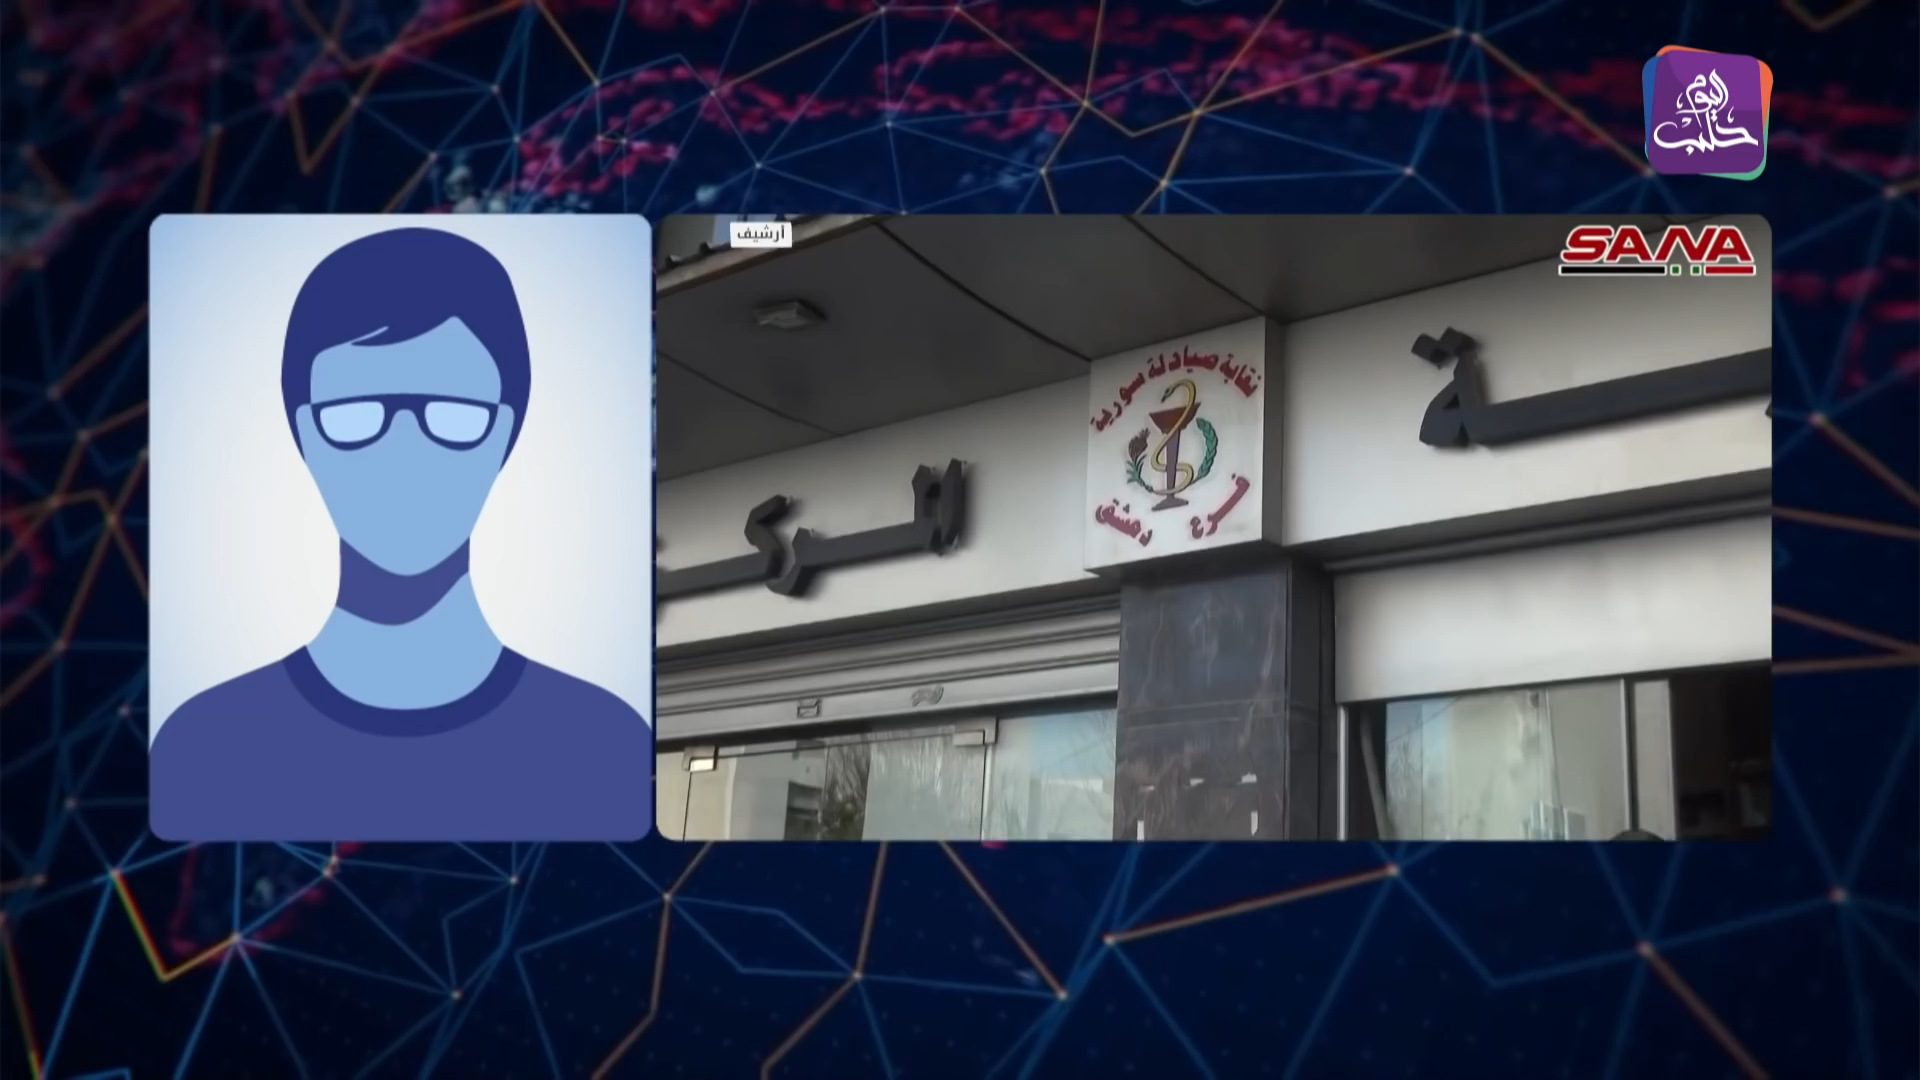 حلب اليوم
أرشيف
SANA
نقابة صيادلة سورية
فرع دمشق